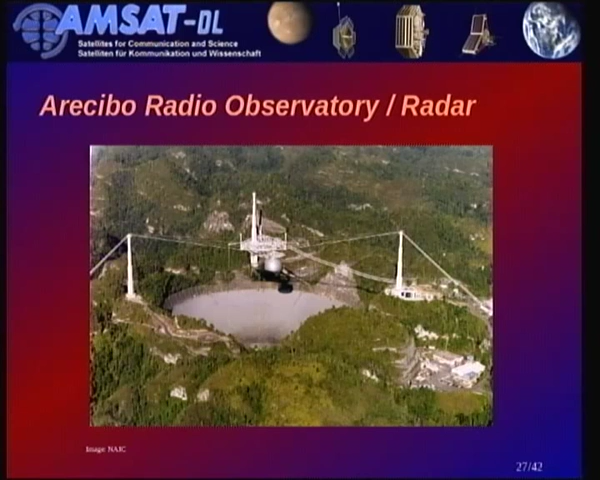 AMSAT-DL
Satellites for Communication and Science
Satelliten für Kommunikation und Wissenschaft
Arecibo Radio Observatory / Radar
Image: NAIC
27/42